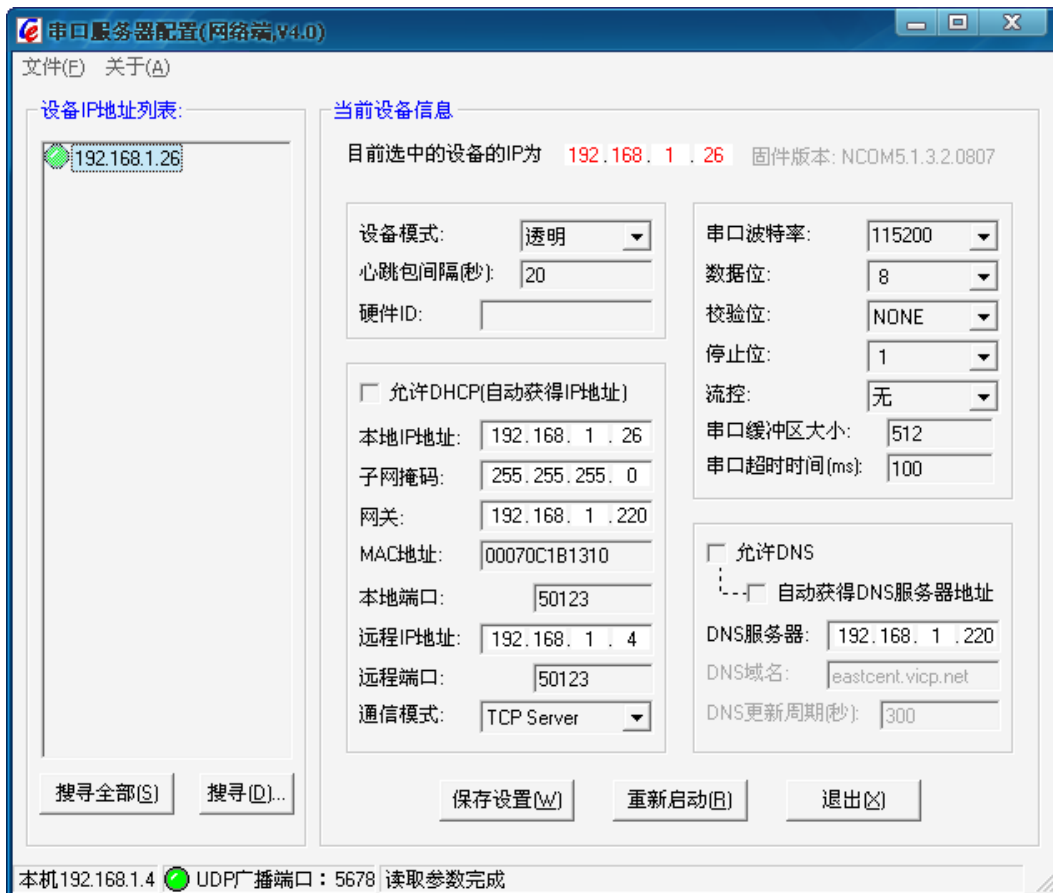 串口服务器配置(网络端,V4.0)
文件(F) 关于(A)
设备IP地址列表:
192.168.1.26
搜寻全部(S) 搜寻(D)...
当前设备信息
目前选中的设备的IP为 192.168. 1 . 26 固件版本: NCOM5.1.3.2.0807
设备模式: 透明
心跳包间隔(秒): 20
硬件ID:
允许DHCP(自动获得IP地址)
本地IP地址: 192.168. 1 . 26
子网掩码: 255.255.255. 0
网关: 192.168. 1 .220
MAC地址: 00070C1B1310
本地端口: 50123
远程IP地址: 192.168. 1 . 4
远程端口: 50123
通信模式: TCP Server
串口波特率: 115200
数据位: 8
校验位: NONE
停止位: 1
流控: 无
串口缓冲区大小: 512
串口超时时间(ms): 100
允许DNS
自动获得DNS服务器地址
DNS服务器: 192.168. 1 .220
DNS域名: eastcent.vicp.net
DNS更新周期(秒): 300
保存设置(W) 重新启动(R) 退出(X)
本机192.168.1.4 UDP广播端口：5678 读取参数完成